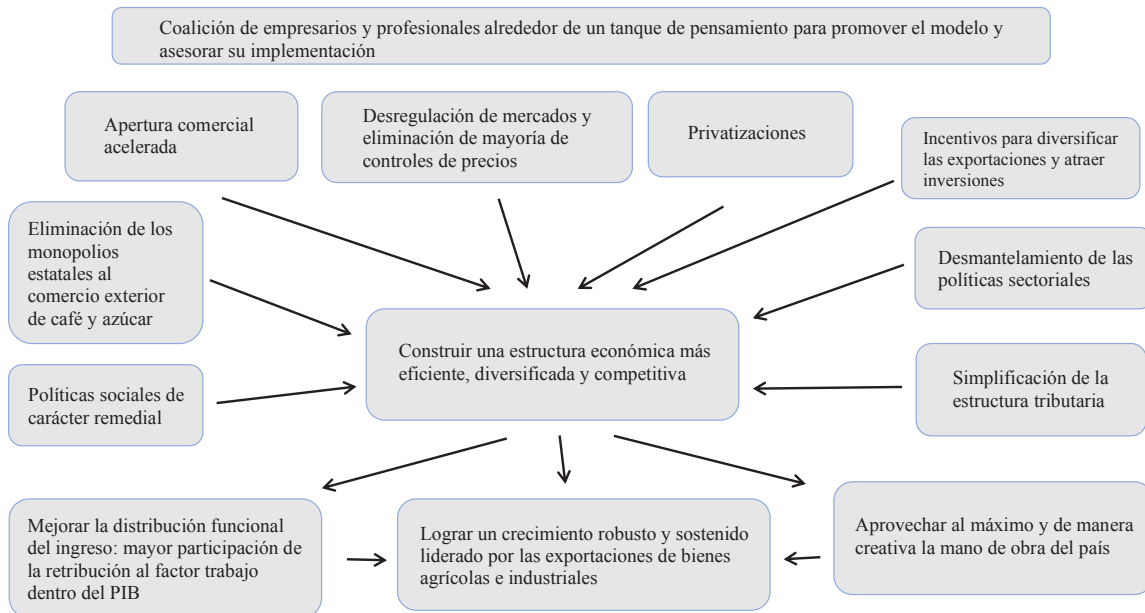 Coalición de empresarios y profesionales alrededor de un tanque de pensamiento para promover el modelo y
asesorar su implementación
Apertura comercial
acelerada
Desregulación de mercados y
eliminación de mayoría de
controles de precios
Privatizaciones
Incentivos para diversificar
las exportaciones y atraer
inversiones
Eliminación de los
monopolios
estatales al
comercio exterior
de café y azúcar
Desmantelamiento de las
políticas sectoriales
Construir una estructura económica más
eficiente, diversificada y competitiva
Políticas sociales de
carácter remedial
Simplificación de la
estructura tributaria
Mejorar la distribución funcional
del ingreso: mayor participación de
la retribución al factor trabajo
dentro del PIB
Lograr un crecimiento robusto y sostenido
liderado por las exportaciones de bienes
agrícolas e industriales
Aprovechar al máximo y de manera
creativa la mano de obra del país